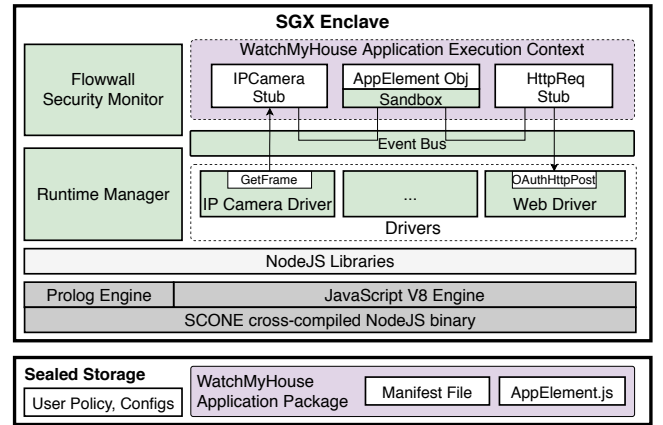 SGX Enclave
Flowwall
Security Monitor
WatchMyHouse Application Execution Context
IPCamera
Stub
AppElement Obj
Sandbox
HttpReq
Stub
Event Bus
Runtime Manager
GetFrame
IP Camera Driver
...
OAuthHttpPost
Web Driver
Drivers
NodeJS Libraries
Prolog Engine
JavaScript V8 Engine
SCONE cross-compiled NodeJS binary
Sealed Storage
User Policy, Configs
WatchMyHouse
Application Package
Manifest File
AppElement.js